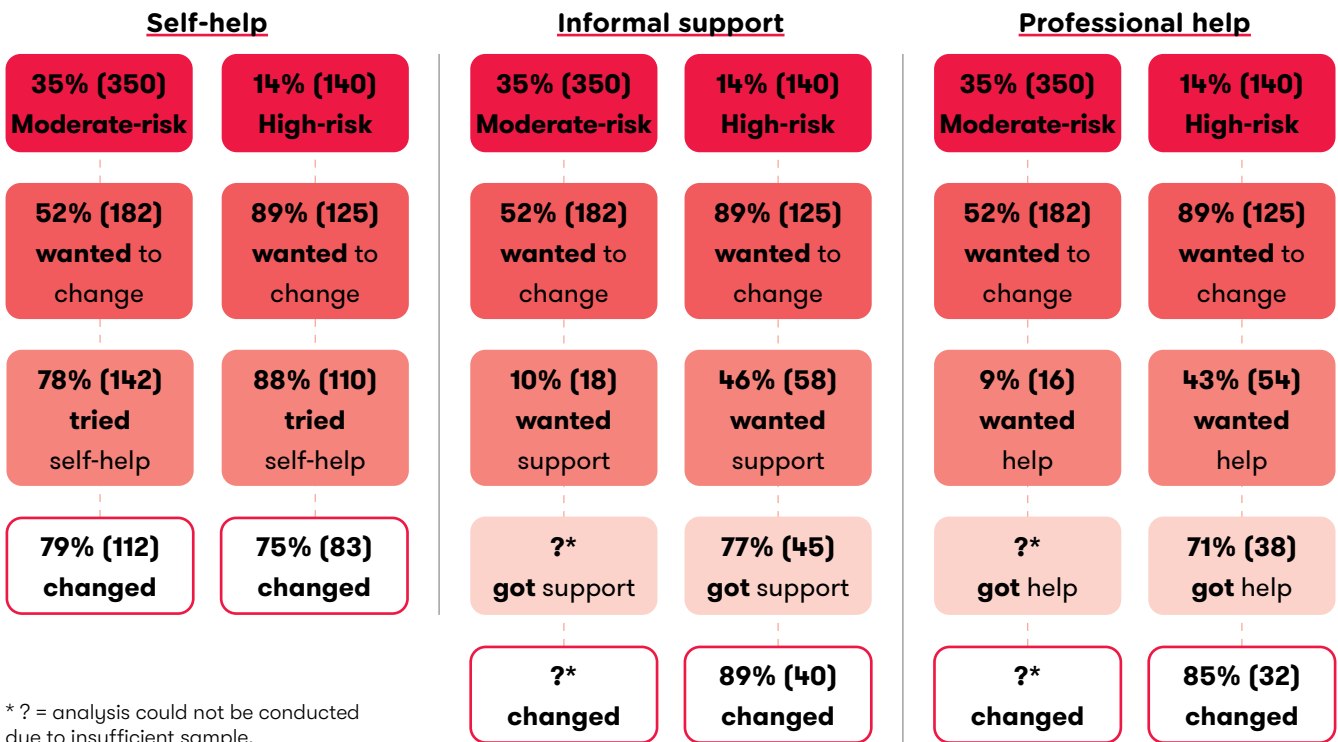 Self-help
35% (350)
Moderate-risk
14% (140)
High-risk
52% (182)
wanted to
change
89% (125)
wanted to
change
78% (142)
tried
self-help
88% (110)
tried
self-help
79% (112)
changed
75% (83)
changed
Informal support
35% (350)
Moderate-risk
14% (140)
High-risk
52% (182)
wanted to
change
89% (125)
wanted to
change
10% (18)
wanted
support
46% (58)
wanted
support
?*
got support
77% (45)
got support
?*
changed
89% (40)
changed
Professional help
35% (350)
Moderate-risk
14% (140)
High-risk
52% (182)
wanted to
change
89% (125)
wanted to
change
9% (16)
wanted
help
43% (54)
wanted
help
?*
got help
71% (38)
got help
?*
changed
85% (32)
changed
* ? = analysis could not be conducted
due to insufficient sample.